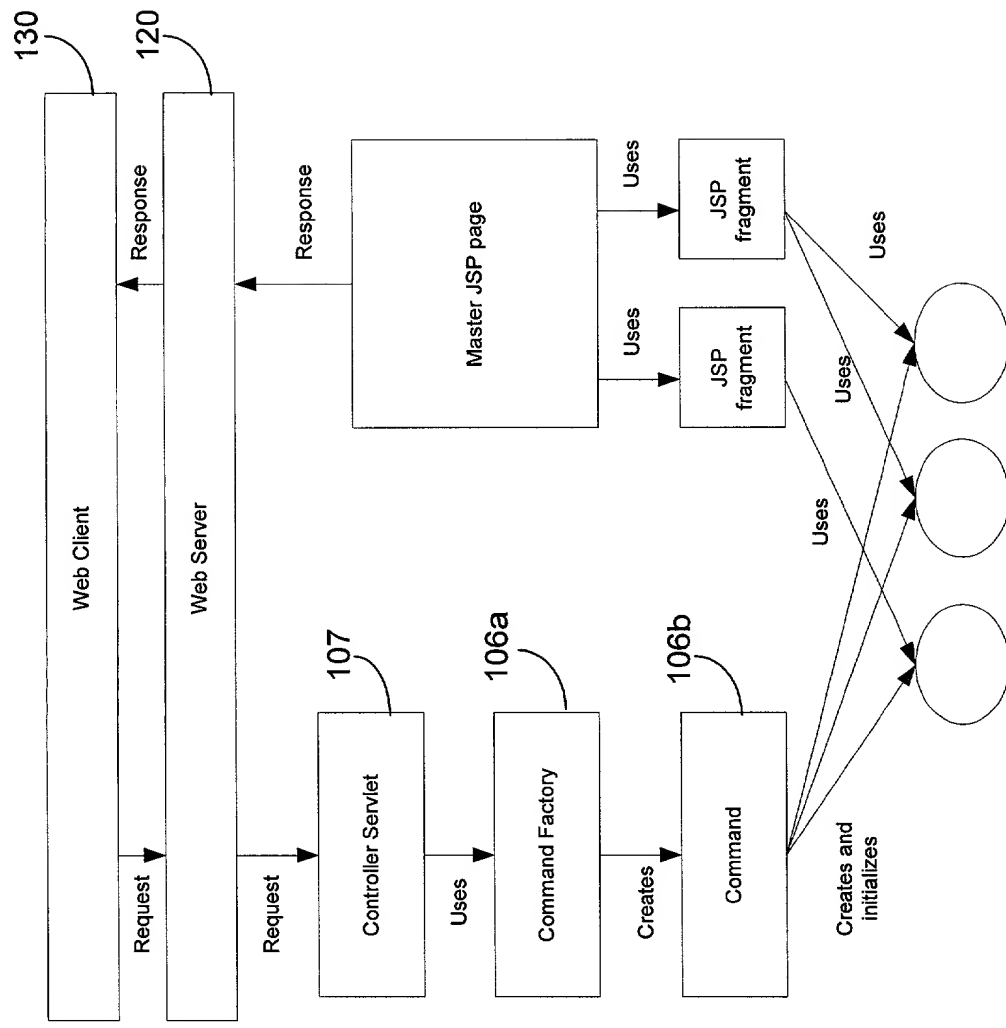 130
Web Client
120
Request
Response
Web Server
Request
Response
107
Controller Servlet
Master JSP page
Uses
106a
Command Factory
Creates
Uses
Uses
106b
Command
JSP
fragment
JSP
fragment
Creates and
initializes
Uses
Uses
Uses